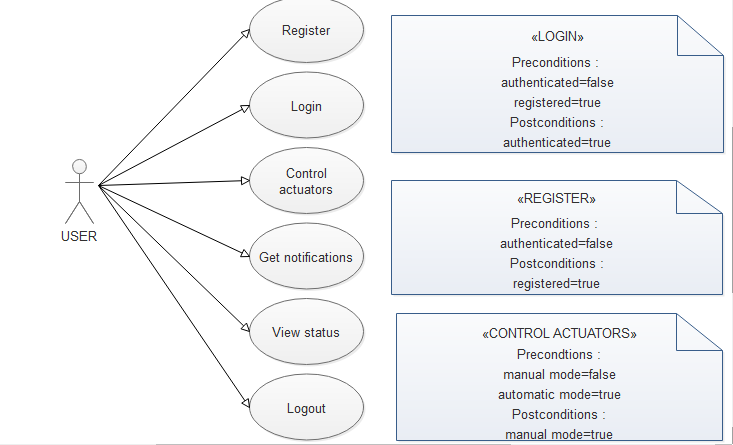 Register
Login
Control
actuators
Get notifications
View status
Logout
USER
«LOGIN»
Preconditions :
authenticated=false
registered=true
Postconditions :
authenticated=true
«REGISTER»
Preconditions :
authenticated=false
Postconditions :
registered=true
«CONTROL ACTUATORS»
Precondtions :
manual mode=false
automatic mode=true
Postconditions :
manual mode=true